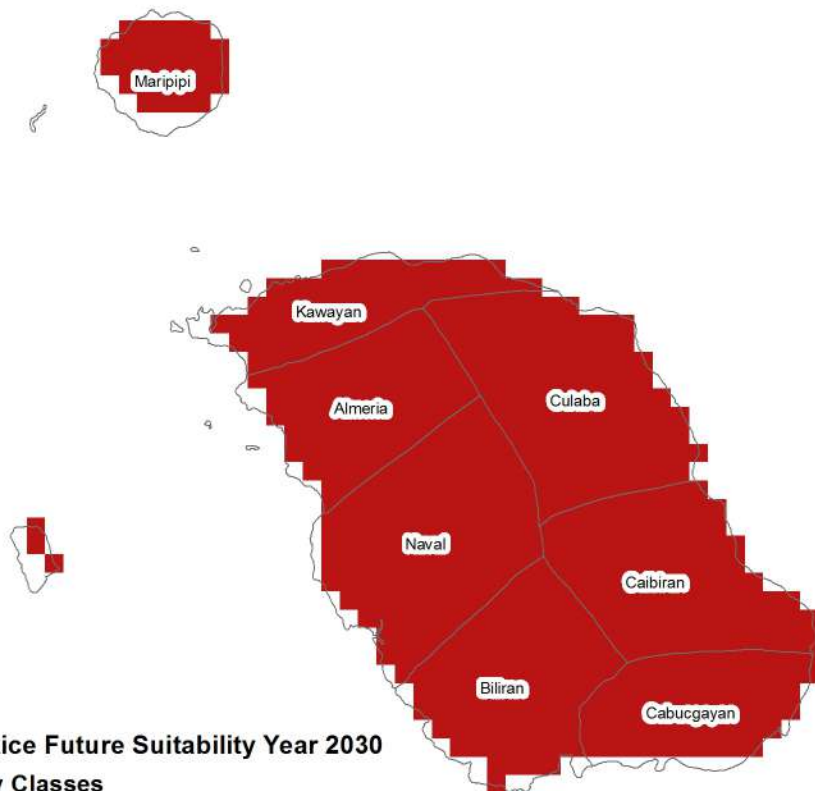 Maripipi
Kawayan
Almeria
Culaba
Naval
Caibiran
Biliran
Cabucgayan
Future Suitability Year 2030
Classes